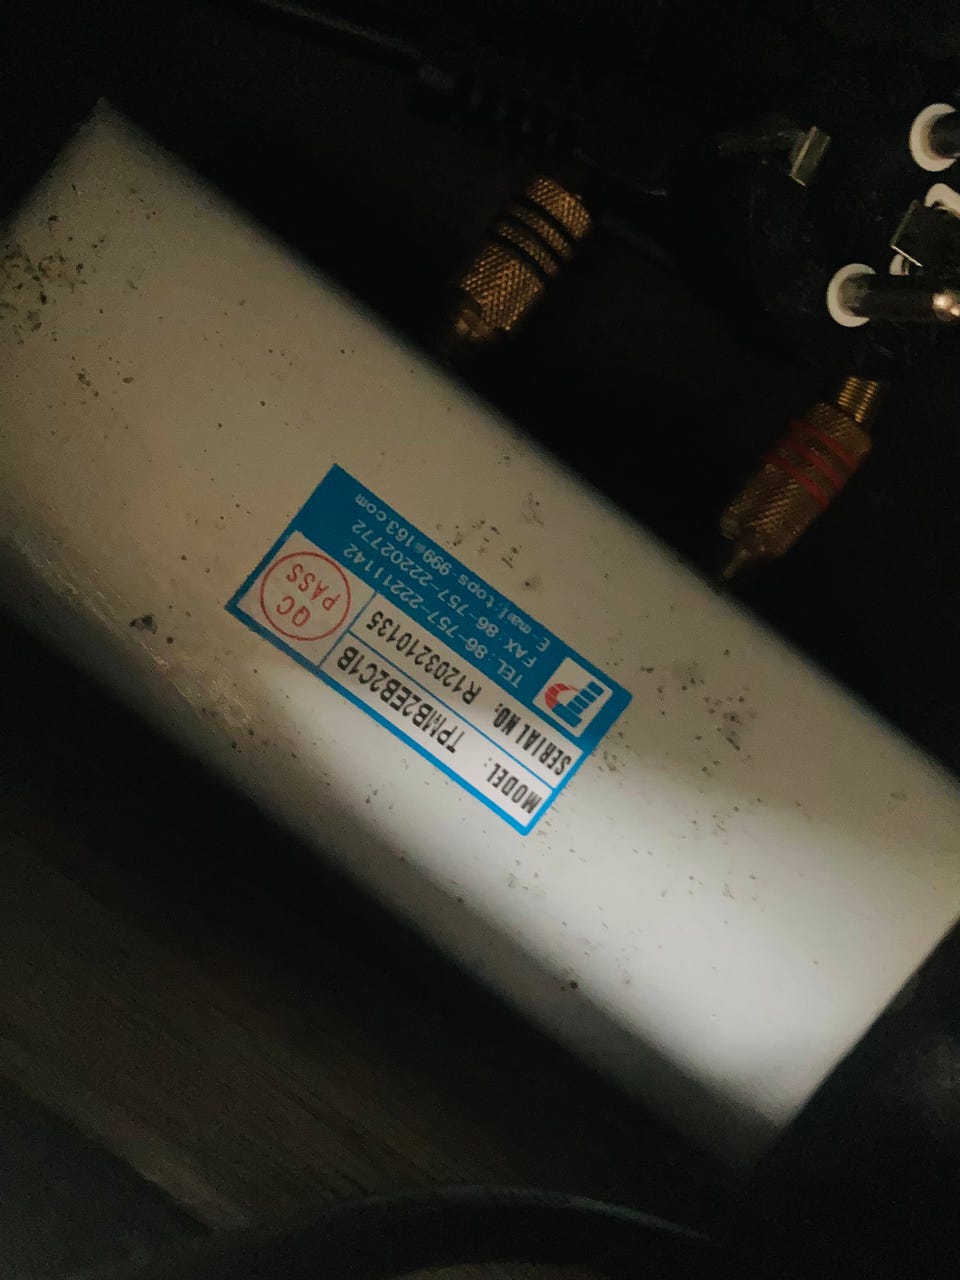 TEL: 86-757-22211142
FAX: 86-757-22202772
E-mail:tops-999@163.com
SERIAL NO: R1203210135
MODEL: TPMB2EB2C1B
QC
PASS